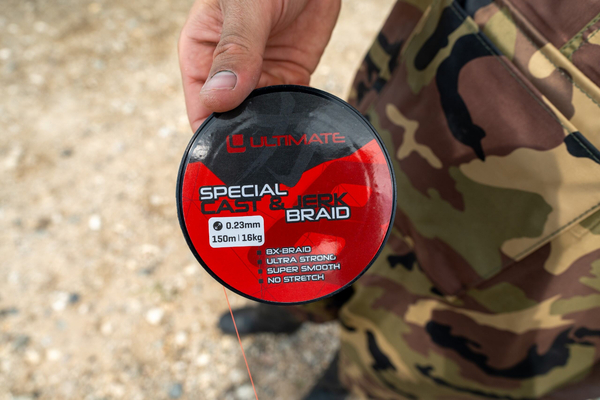 ULTIMATE
SPECIAL
CAST & JERK
BRAID
0.23mm
150m | 16kg
8X-BRAID
ULTRA STRONG
SUPER SMOOTH
NO STRETCH